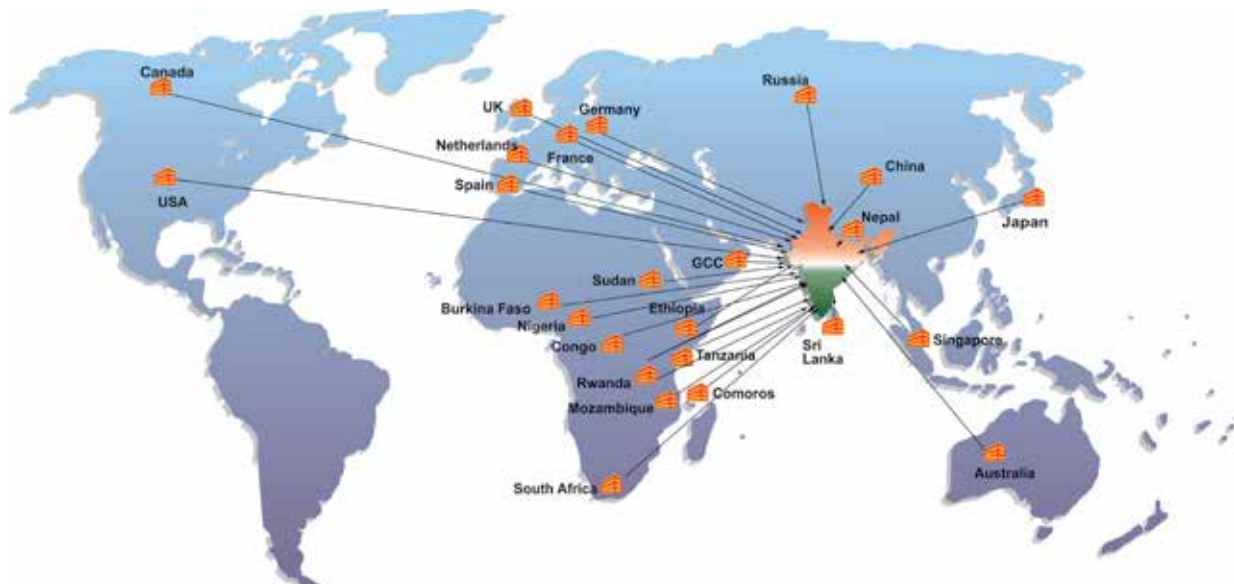 Canada
Russia
UK
Germany
Netherlands
France
China
Spain
USA
Nepal
Japan
GCC
Sudan
Burkina Faso
Ethiopia
Nigeria
Congo
Sri
Lanka
Singapore
Tanzania
Rwanda
Comoros
Mozambique
Australia
South Africa